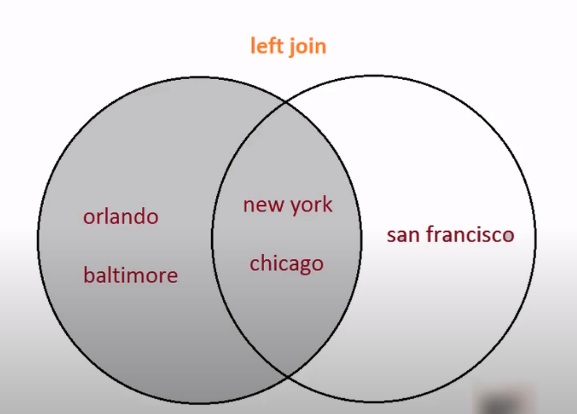 left join
orlando
new york
san francisco
baltimore
chicago